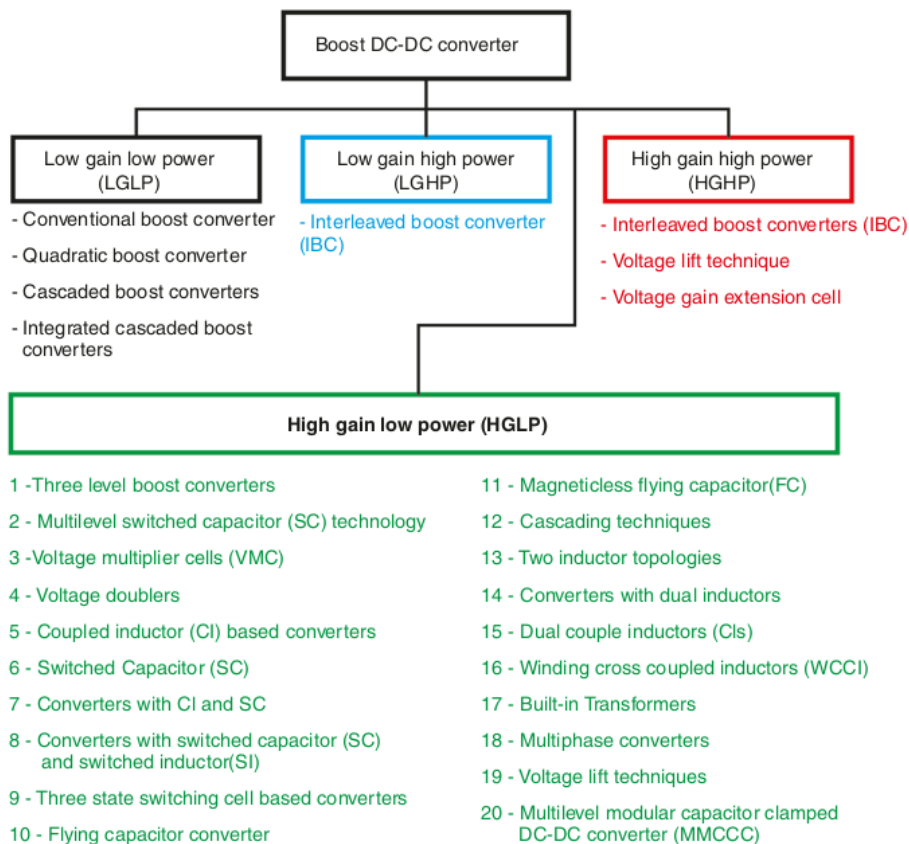 Boost DC-DC converter
Low gain low power
(LGLP)
- Conventional boost converter
- Quadratic boost converter
- Cascaded boost converters
- Integrated cascaded boost
converters
Low gain high power
(LGHP)
- Interleaved boost converter
(IBC)
High gain high power
(HGHP)
- Interleaved boost converters (IBC)
- Voltage lift technique
- Voltage gain extension cell
High gain low power (HGLP)
1 -Three level boost converters
2 - Multilevel switched capacitor (SC) technology
3 -Voltage multiplier cells (VMC)
4 - Voltage doublers
5 - Coupled inductor (CI) based converters
6 - Switched Capacitor (SC)
7 - Converters with CI and SC
8 - Converters with switched capacitor (SC)
and switched inductor(SI)
9 - Three state switching cell based converters
10 - Flying capacitor converter
11 - Magneticless flying capacitor(FC)
12 - Cascading techniques
13 - Two inductor topologies
14 - Converters with dual inductors
15 - Dual couple inductors (CIs)
16 - Winding cross coupled inductors (WCCI)
17 - Built-in Transformers
18 - Multiphase converters
19 - Voltage lift techniques
20 - Multilevel modular capacitor clamped
DC-DC converter (MMCCC)